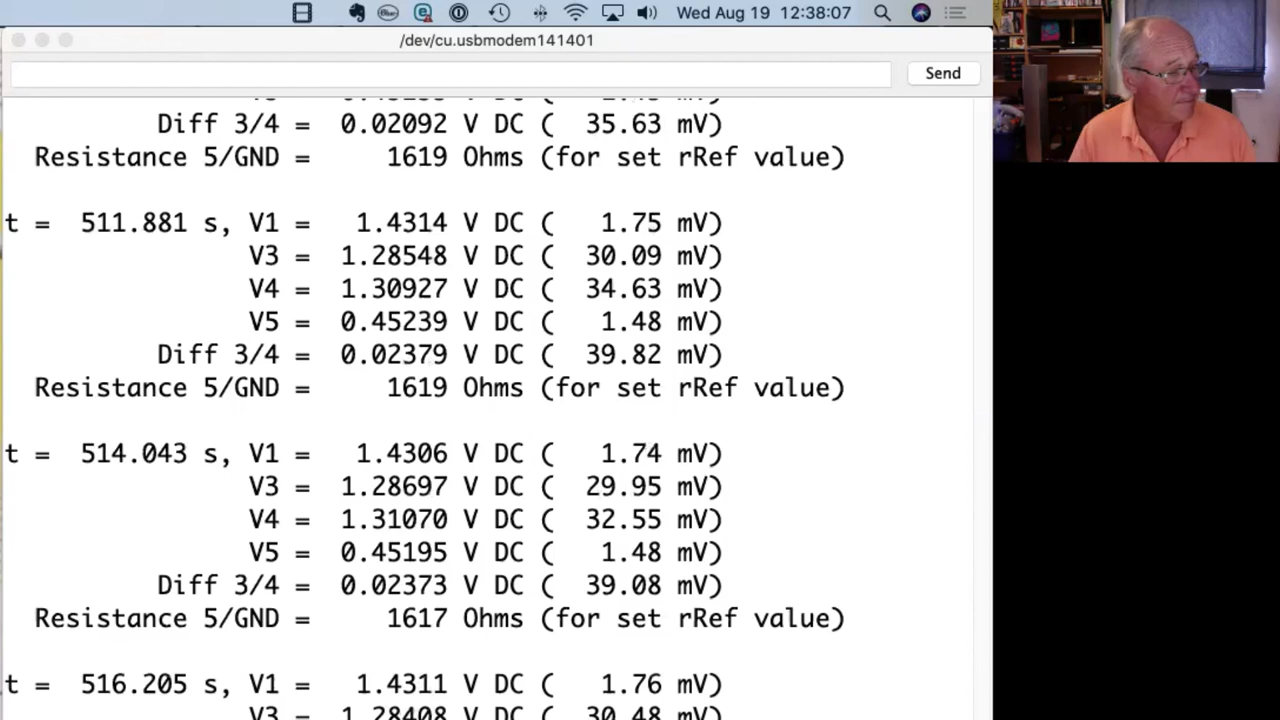 Wed Aug 19 12:38:07
/dev/cu.usbmodem141401
Send
Diff 3/4 = 0.02092 V DC ( 35.63 mV)
Resistance 5/GND = 1619 Ohms (for set rRef value)
t = 511.881 s, V1 = 1.4314 V DC ( 1.75 mV)
V3 = 1.28548 V DC ( 30.09 mV)
V4 = 1.30927 V DC ( 34.63 mV)
V5 = 0.45239 V DC ( 1.48 mV)
Diff 3/4 = 0.02379 V DC ( 39.82 mV)
Resistance 5/GND = 1619 Ohms (for set rRef value)
t = 514.043 s, V1 = 1.4306 V DC ( 1.74 mV)
V3 = 1.28697 V DC ( 29.95 mV)
V4 = 1.31070 V DC ( 32.55 mV)
V5 = 0.45195 V DC ( 1.48 mV)
Diff 3/4 = 0.02373 V DC ( 39.08 mV)
Resistance 5/GND = 1617 Ohms (for set rRef value)
t = 516.205 s, V1 = 1.4311 V DC ( 1.76 mV)
V3 = 1.28408 V DC ( 30.48 mV)